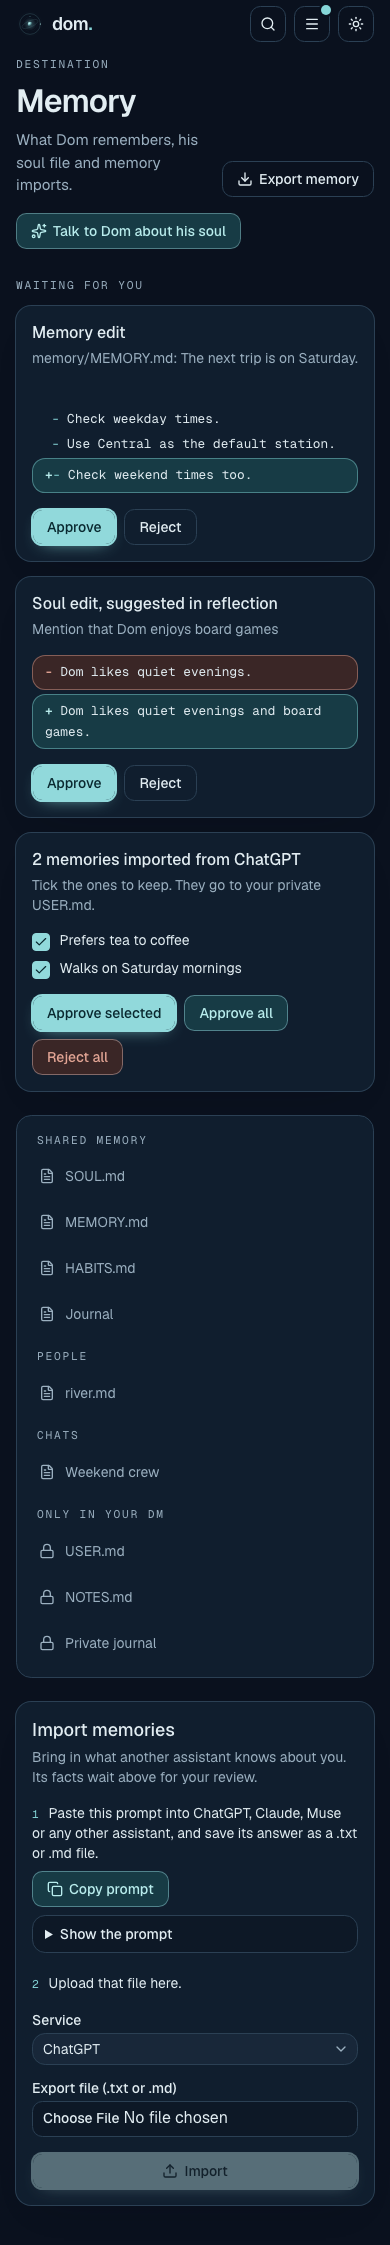 dom.
DESTINATION
Memory
What Dom remembers, his
soul file and memory
imports.
Export memory
Talk to Dom about his soul
WAITING FOR YOU
Memory edit
memory/MEMORY.md: The next trip is on Saturday.
- Check weekday times.
- Use Central as the default station.
+- Check weekend times too.
Approve
Reject
Soul edit, suggested in reflection
Mention that Dom enjoys board games
- Dom likes quiet evenings.
+ Dom likes quiet evenings and board
games.
Approve
Reject
2 memories imported from ChatGPT
Tick the ones to keep. They go to your private
USER.md.
Prefers tea to coffee
Walks on Saturday mornings
Approve selected
Approve all
Reject all
SHARED MEMORY
SOUL.md
MEMORY.md
HABITS.md
Journal
PEOPLE
river.md
CHATS
Weekend crew
ONLY IN YOUR DM
USER.md
NOTES.md
Private journal
Import memories
Bring in what another assistant knows about you.
Its facts wait above for your review.
1 Paste this prompt into ChatGPT, Claude, Muse
or any other assistant, and save its answer as a .txt
or .md file.
Copy prompt
Show the prompt
2 Upload that file here.
Service
ChatGPT
Export file (.txt or .md)
Choose File No file chosen
Import